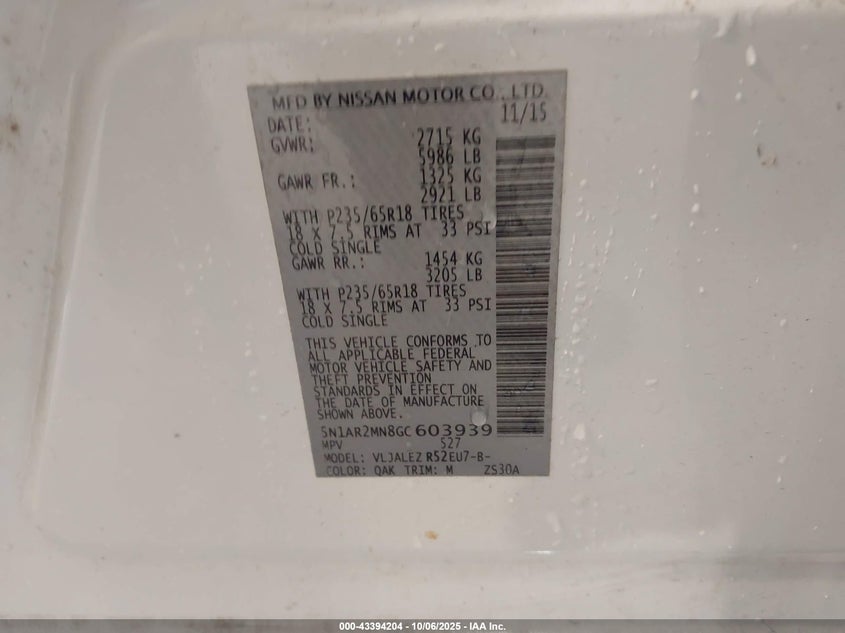 MFD BY NISSAN MOTOR CO., LTD.
DATE: 11/15
GVWR: 2715 KG
5986 LB
GAWR FR.: 1325 KG
2921 LB
WITH P235/65R18 TIRES
18 X 7.5 RIMS AT 33 PSI
COLD SINGLE
GAWR RR.: 1454 KG
3205 LB
WITH P235/65R18 TIRES
18 X 7.5 RIMS AT 33 PSI
COLD SINGLE
THIS VEHICLE CONFORMS TO
ALL APPLICABLE FEDERAL
MOTOR VEHICLE SAFETY AND
THEFT PREVENTION
STANDARDS IN EFFECT ON
THE DATE OF MANUFACTURE
SHOWN ABOVE.
5N1AR2MN8GC603939
MPV S27
MODEL: VLJALEZ R52EU7-B-
COLOR: QAK TRIM: M ZS30A
000-43394204 - 10/06/2025 - IAA Inc.